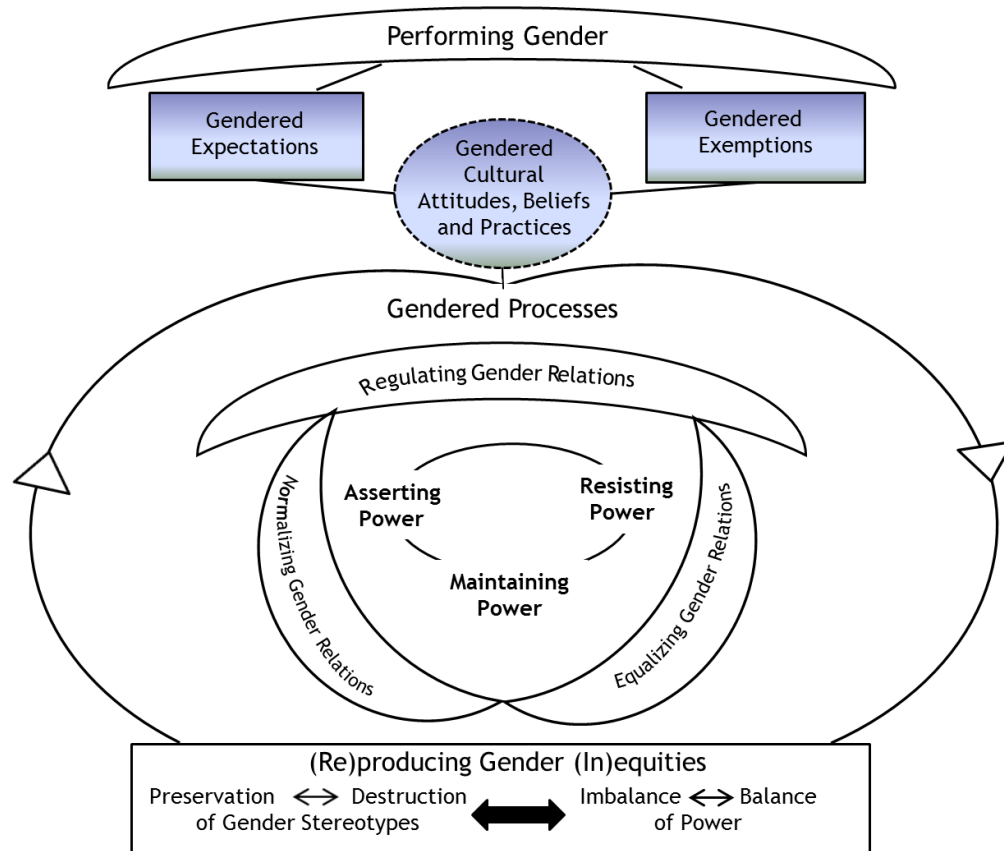 Performing Gender
Gendered
Expectations
Gendered
Exemptions
Gendered
Cultural
Attitudes, Beliefs
and Practices
Gendered Processes
Regulating Gender Relations
Normalizing Gender Relations
Asserting
Power
Resisting
Power
Maintaining
Power
Equalizing Gender Relations
(Re)producing Gender (In)equities
Preservation Destruction
of Gender Stereotypes
Imbalance Balance
of Power